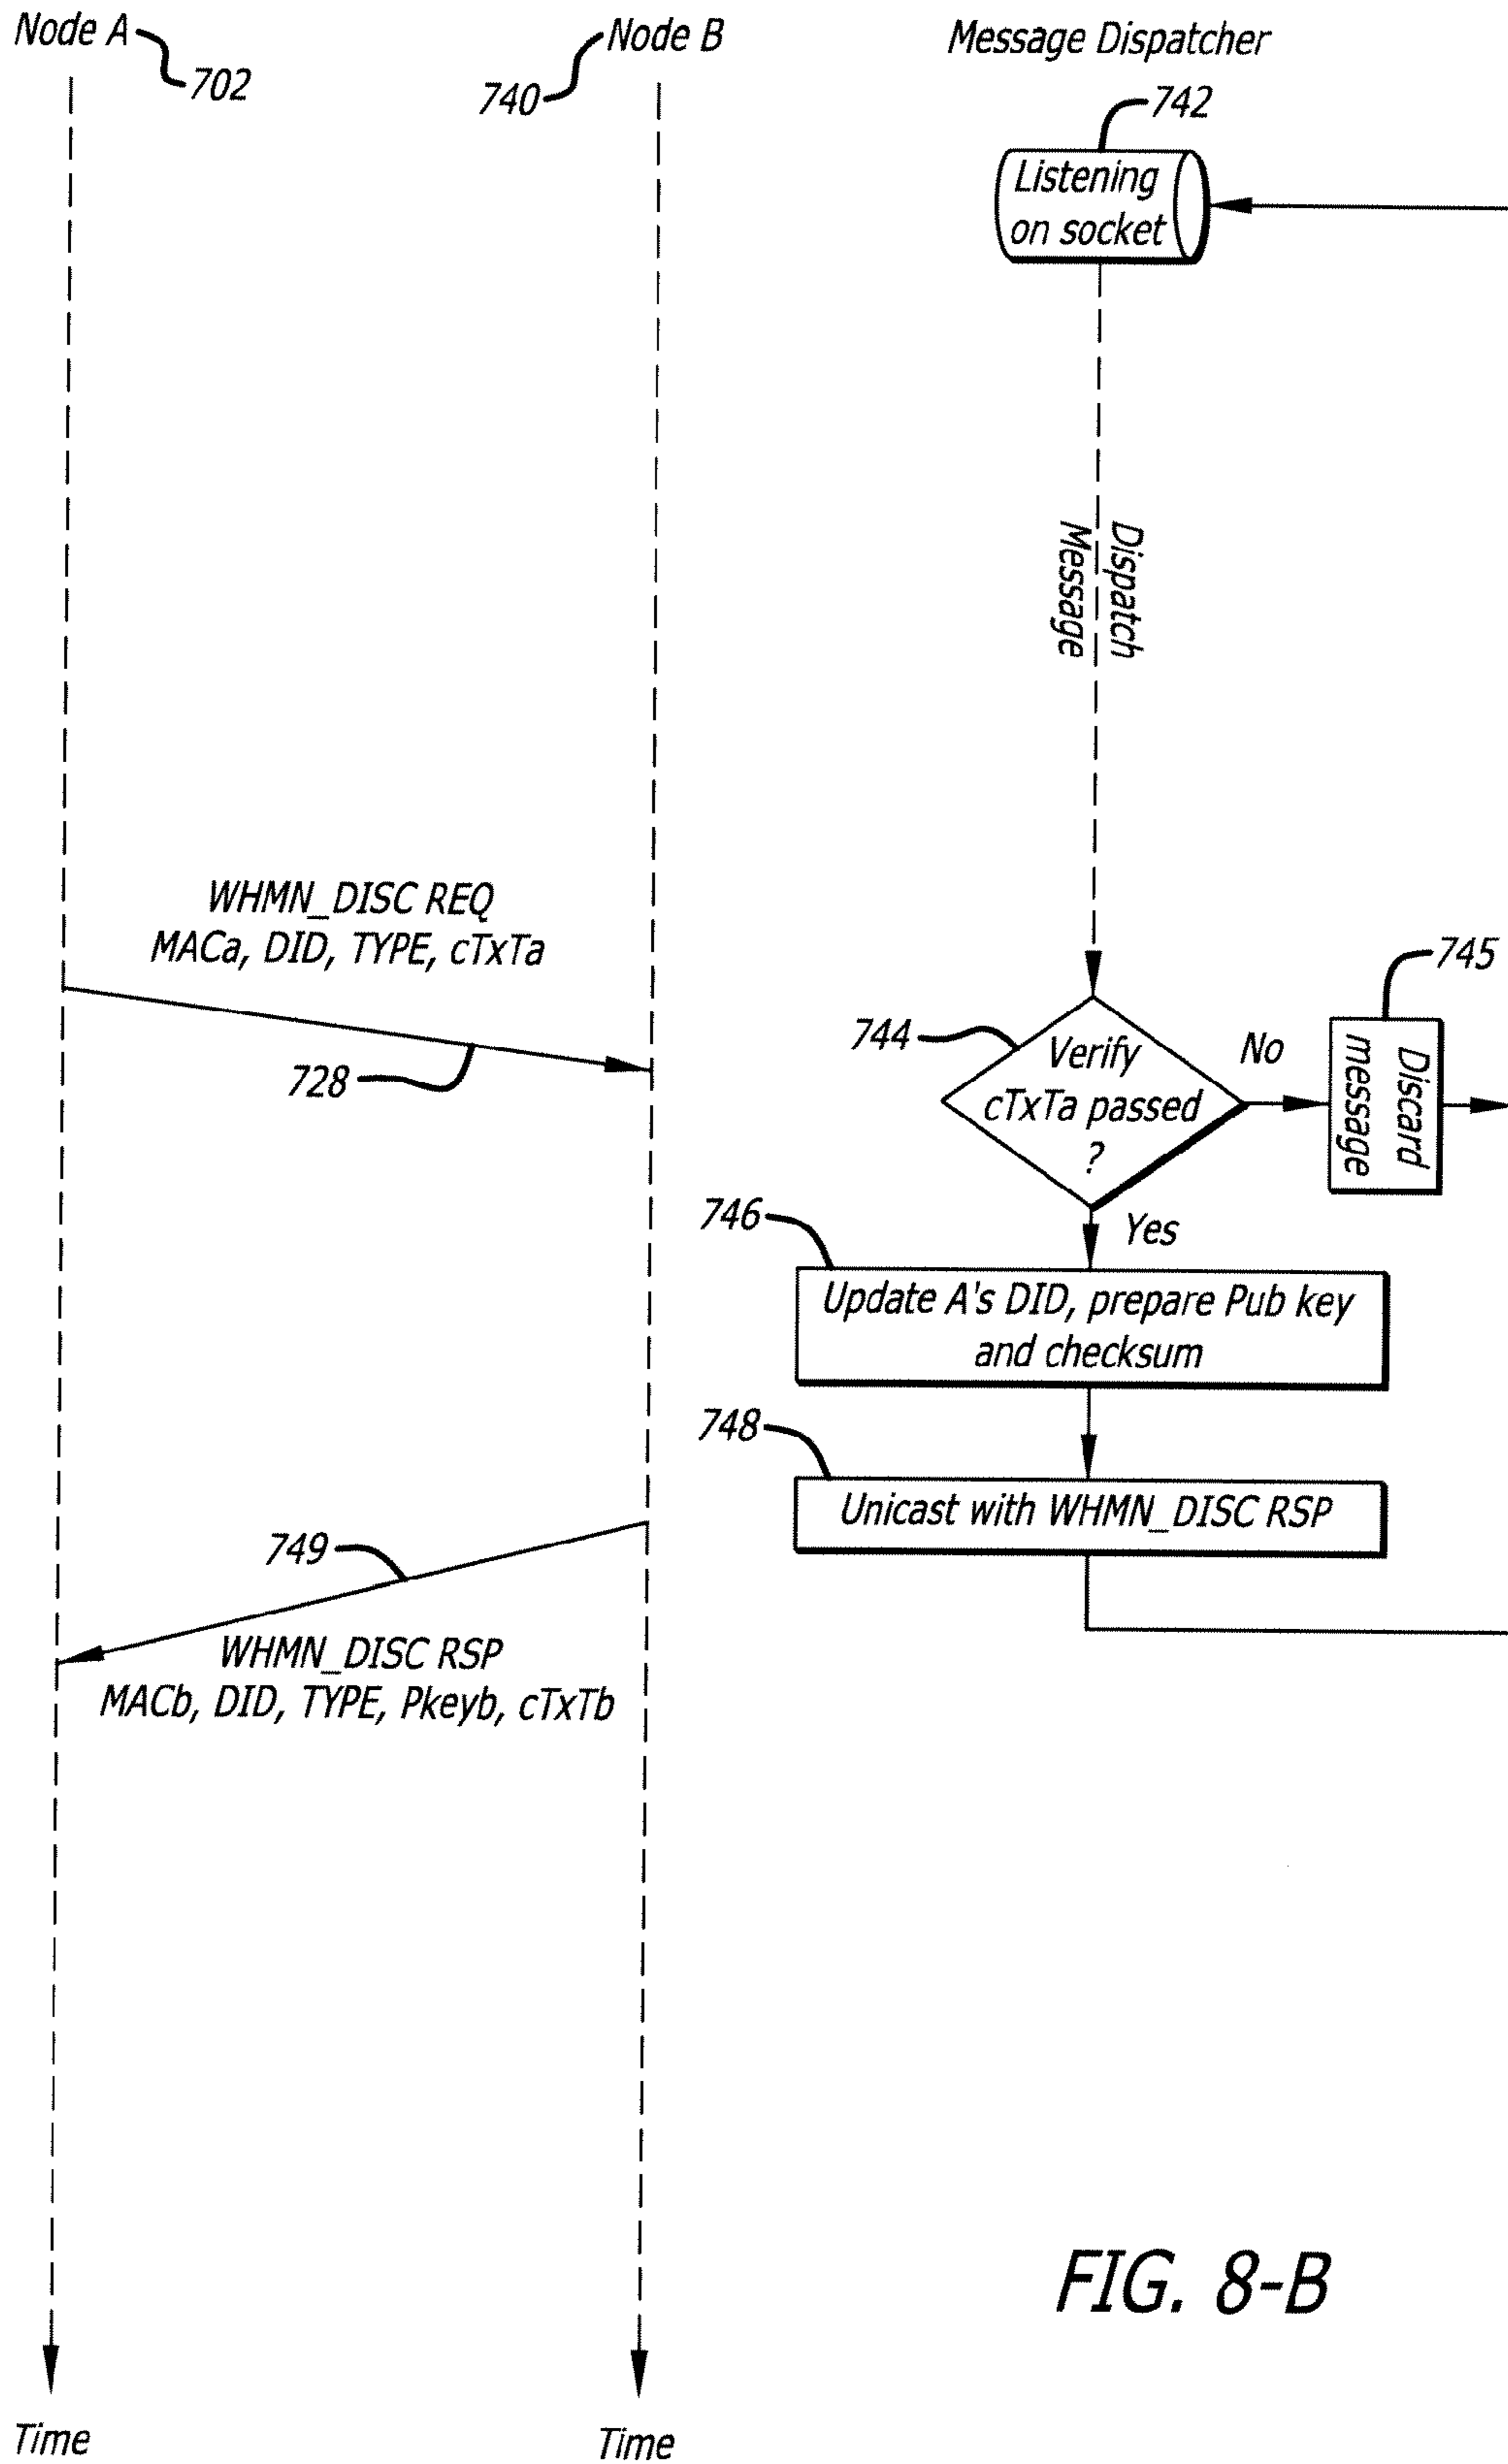 Node A
702
740
Node B
Message Dispatcher
742
Listening
on socket
Dispatch
Message
WHMN_DISC REQ
MACa, DID, TYPE, cTxTa
728
744
Verify
cTxTa passed
?
No
745
Discard
message
Yes
746
Update A's DID, prepare Pub key
and checksum
748
Unicast with WHMN_DISC RSP
749
WHMN_DISC RSP
MACb, DID, TYPE, Pkeyb, cTxTb
FIG. 8-B
Time
Time